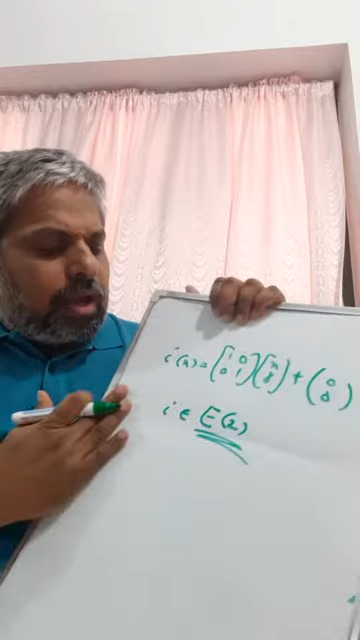 i(x) = [1 0
0 1] [x
y] + (0
0)
i ∈ E(2)